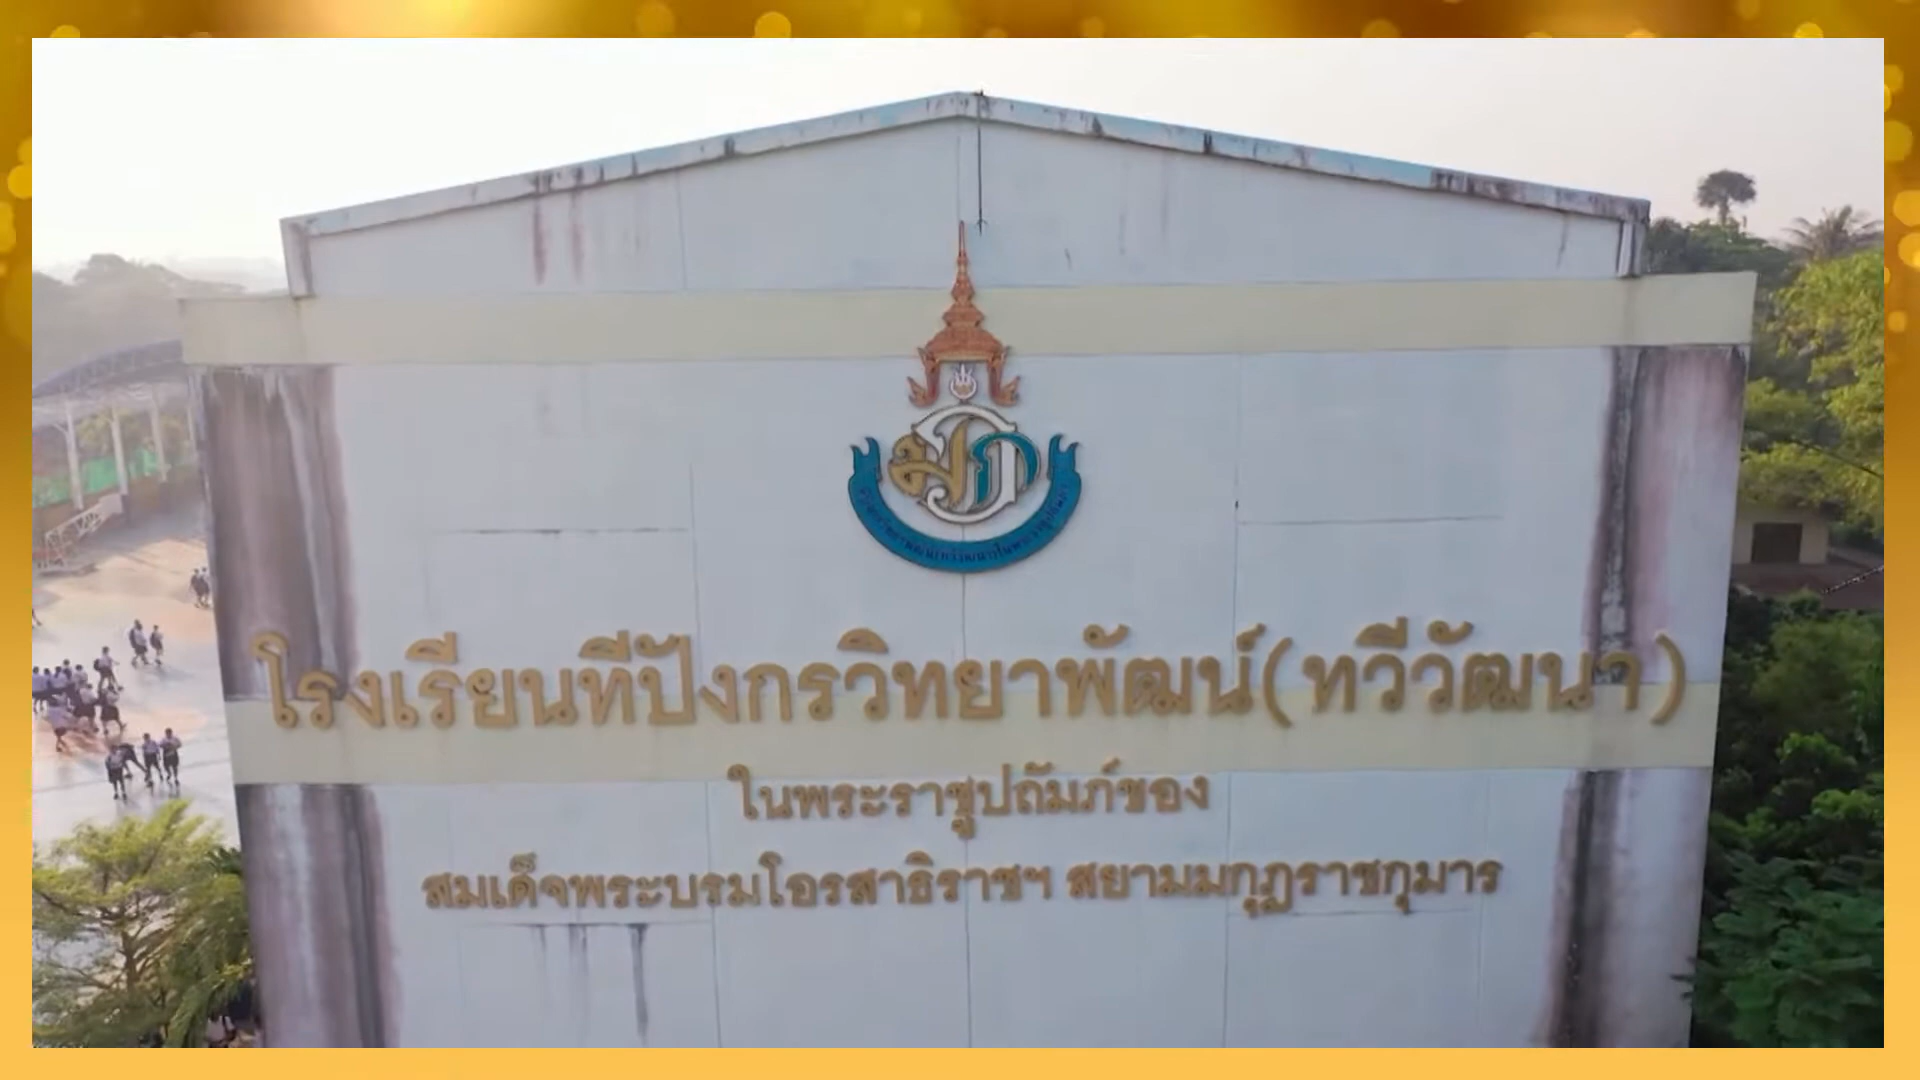 มทก
โรงเรียนทีปังกรวิทยาพัฒน์(ทวีวัฒนา)
ในพระราชูปถัมภ์ของ
สมเด็จพระบรมโอรสาธิราชฯ สยามมกุฎราชกุมาร